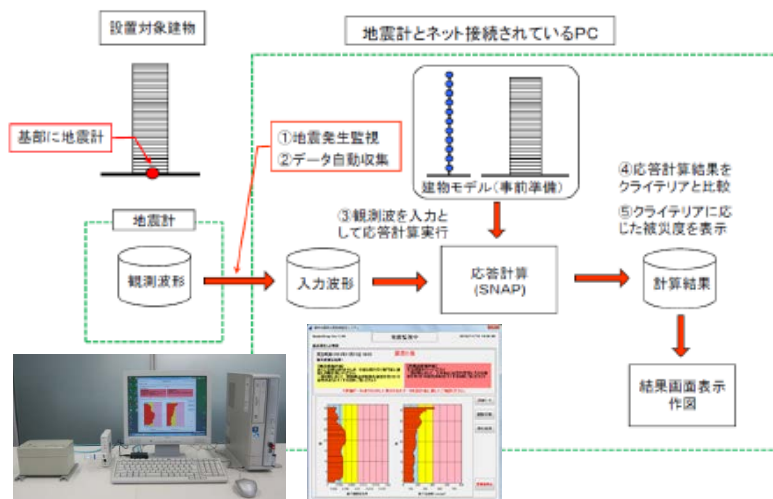 設置対象建物
地震計とネット接続されているPC
基部に地震計
①地震発生監視
②データ自動収集
建物モデル(事前準備)
④応答計算結果を
クライテリアと比較
⑤クライテリアに応
じた被災度を表示
地震計
③観測波を入力と
して応答計算実行
観測波形
入力波形
応答計算
(SNAP)
計算結果
結果画面表示
作図